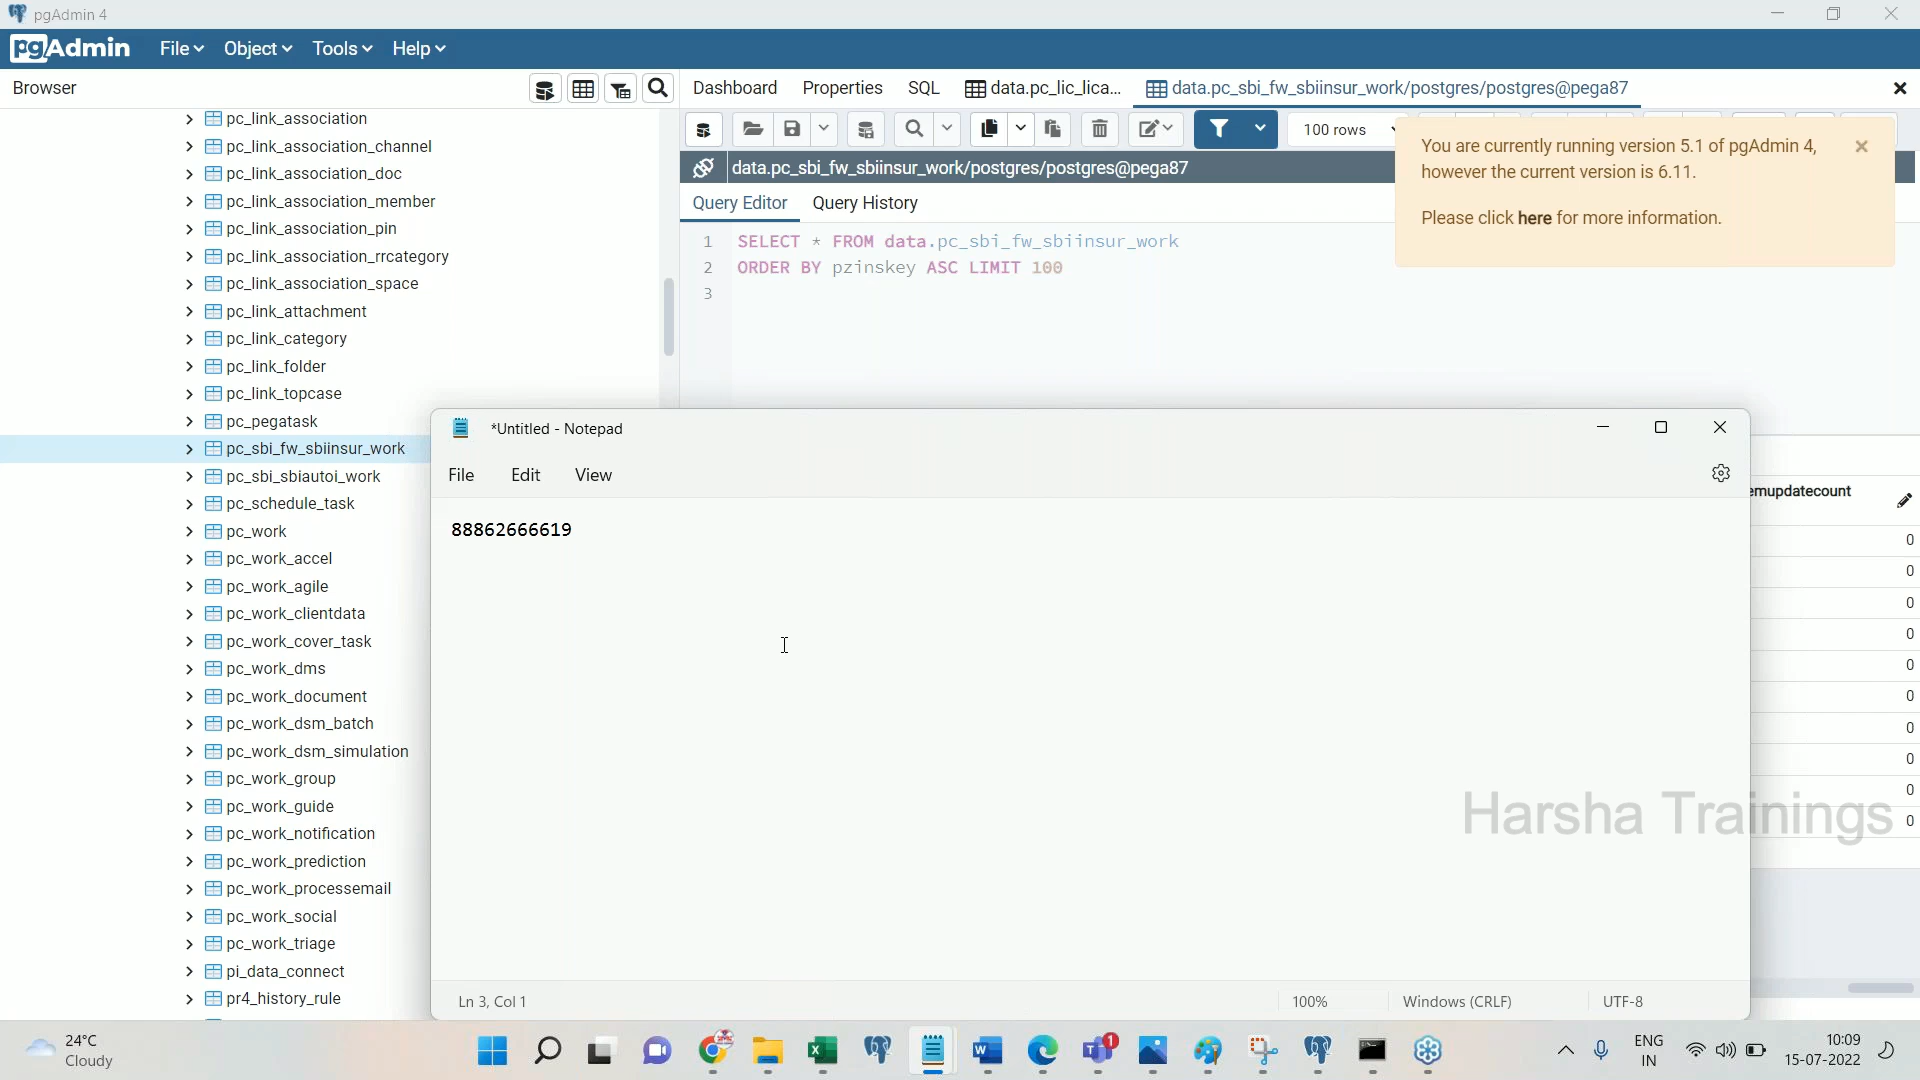 pgAdmin 4
pgAdmin File Object Tools Help
Browser
Dashboard Properties SQL data.pc_lic_lica... data.pc_sbi_fw_sbiinsur_work/postgres/postgres@pega87
100 rows
data.pc_sbi_fw_sbiinsur_work/postgres/postgres@pega87
Query Editor Query History
1 SELECT * FROM data.pc_sbi_fw_sbiinsur_work
2 ORDER BY pzinskey ASC LIMIT 100
3
You are currently running version 5.1 of pgAdmin 4,
however the current version is 6.11.
Please click here for more information.
pc_link_association
pc_link_association_channel
pc_link_association_doc
pc_link_association_member
pc_link_association_pin
pc_link_association_rrcategory
pc_link_association_space
pc_link_attachment
pc_link_category
pc_link_folder
pc_link_topcase
pc_pegatask
pc_sbi_fw_sbiinsur_work
pc_sbi_sbiautoi_work
pc_schedule_task
pc_work
pc_work_accel
pc_work_agile
pc_work_clientdata
pc_work_cover_task
pc_work_dms
pc_work_document
pc_work_dsm_batch
pc_work_dsm_simulation
pc_work_group
pc_work_guide
pc_work_notification
pc_work_prediction
pc_work_processemail
pc_work_social
pc_work_triage
pi_data_connect
pr4_history_rule
*Untitled - Notepad
File Edit View
88862666619
Ln 3, Col 1 100% Windows (CRLF) UTF-8
emupdatecount
0
0
0
0
0
0
0
0
0
0
Harsha Trainings
24°C
Cloudy
1
ENG
IN
10:09
15-07-2022